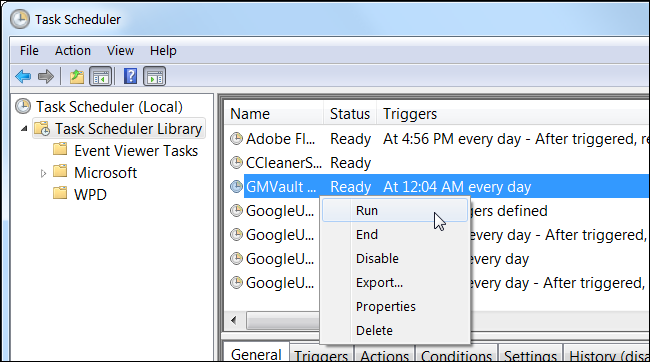 Task Scheduler
File Action View Help
Task Scheduler (Local)
Task Scheduler Library
Event Viewer Tasks
Microsoft
WPD
Name Status Triggers
Adobe Fl... Ready At 4:56 PM every day - After triggered, re
CCleanerS... Ready
GMVault ... Ready At 12:04 AM every day
GoogleU... gers defined
GoogleU... every day - After triggered,
GoogleU... every day
GoogleU... every day - After triggered,
Run
End
Disable
Export...
Properties
Delete
General Triggers Actions Conditions Settings History (disa